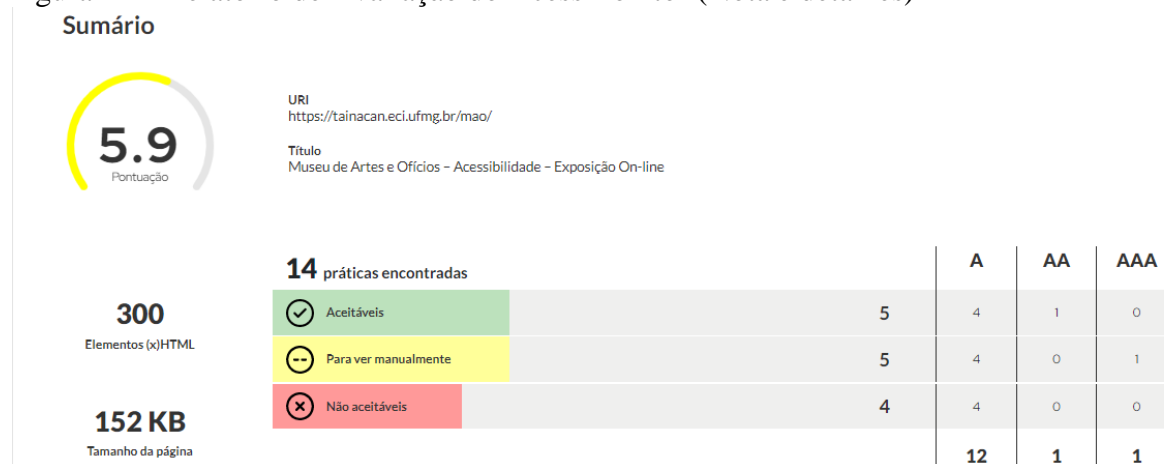 Sumário
5.9
Pontuação
URI
https://tainacan.eci.ufmg.br/mao/
Título
Museu de Artes e Ofícios – Acessibilidade – Exposição On-line
14 práticas encontradas
A AA AAA
Aceitáveis 5 4 1 0
Para ver manualmente 5 4 0 1
Não aceitáveis 4 4 0 0
12 1 1
300
Elementos (x)HTML
152 KB
Tamanho da página